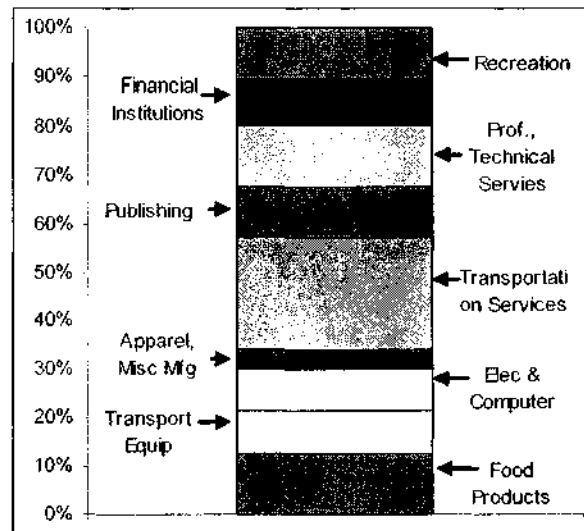 100%
90%
80%
70%
60%
50%
40%
30%
20%
10%
0%
Financial
Institutions
Publishing
Apparel,
Misc Mfg
Transport
Equip
Recreation
Prof.,
Technical
Servies
Transportati
on Services
Elec &
Computer
Food
Products